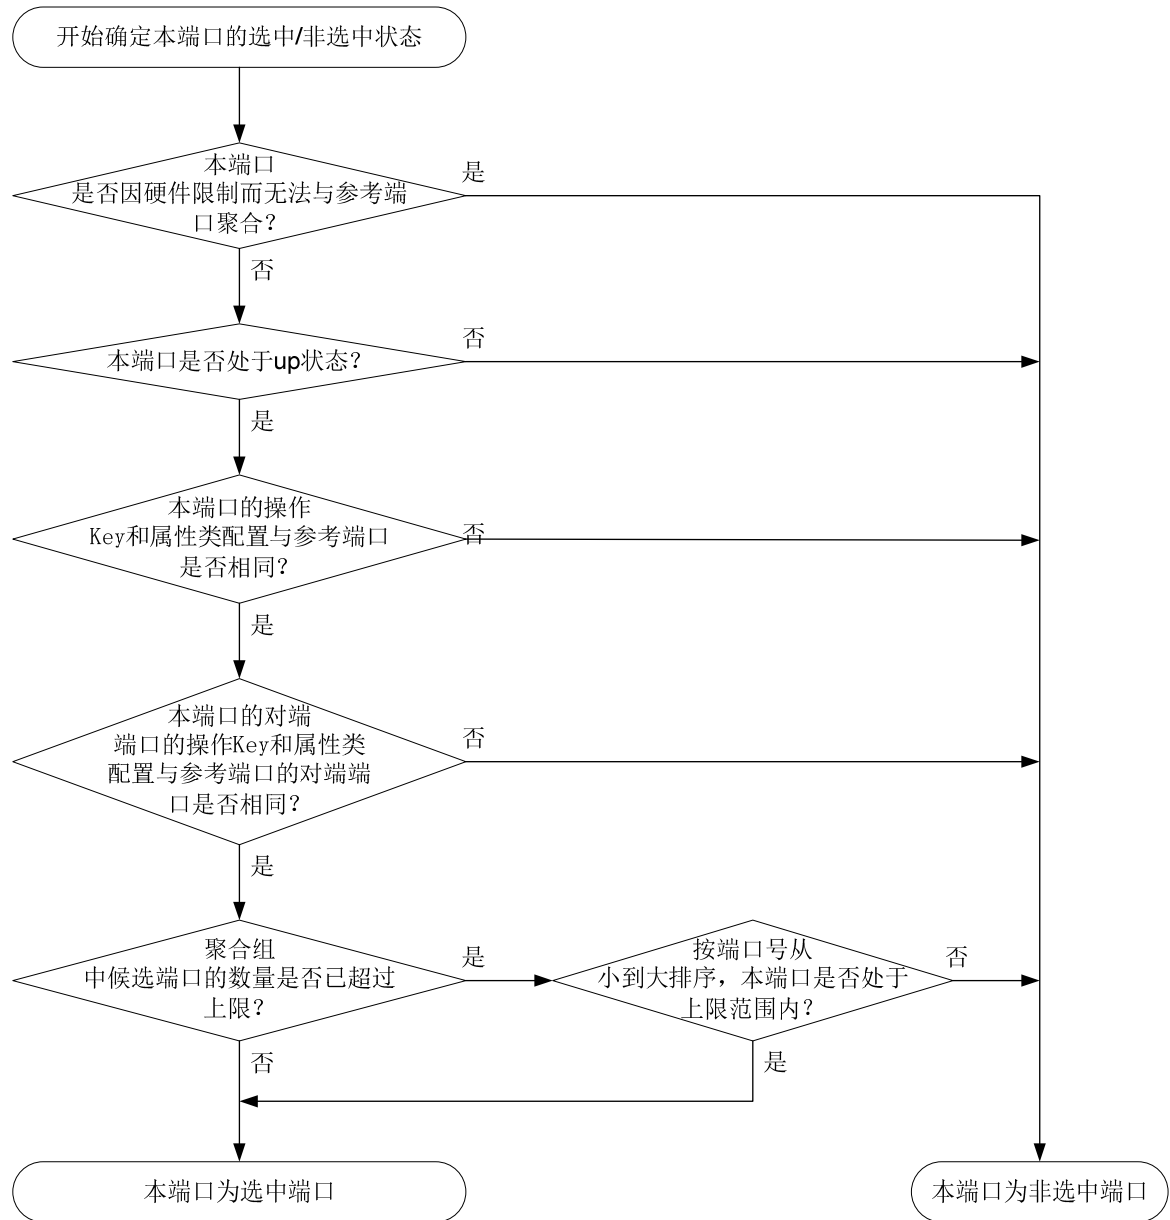 开始确定本端口的选中/非选中状态
本端口
是否因硬件限制而无法与参考端
口聚合？
是
否
本端口是否处于up状态？
否
是
本端口的操作
Key和属性类配置与参考端口
是否相同？
否
是
本端口的对端
端口的操作Key和属性类
配置与参考端口的对端端
口是否相同？
否
是
聚合组
中候选端口的数量是否已超过
上限？
是
按端口号从
小到大排序，本端口是否处于
上限范围内？
否
否
是
本端口为选中端口
本端口为非选中端口